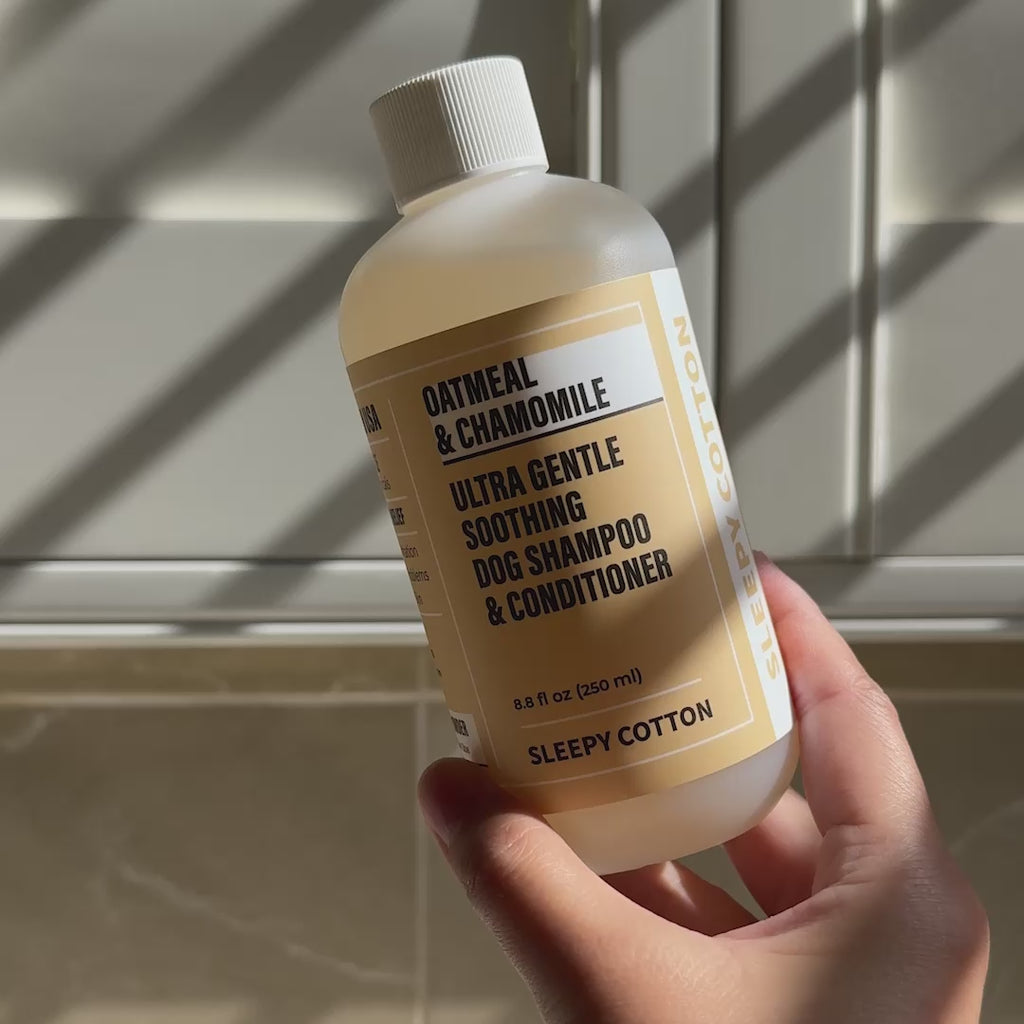 OATMEAL
& CHAMOMILE
ULTRA GENTLE
SOOTHING
DOG SHAMPOO
& CONDITIONER
8.8 fl oz (250 ml)
SLEEPY COTTON
SLEEPY COTTON